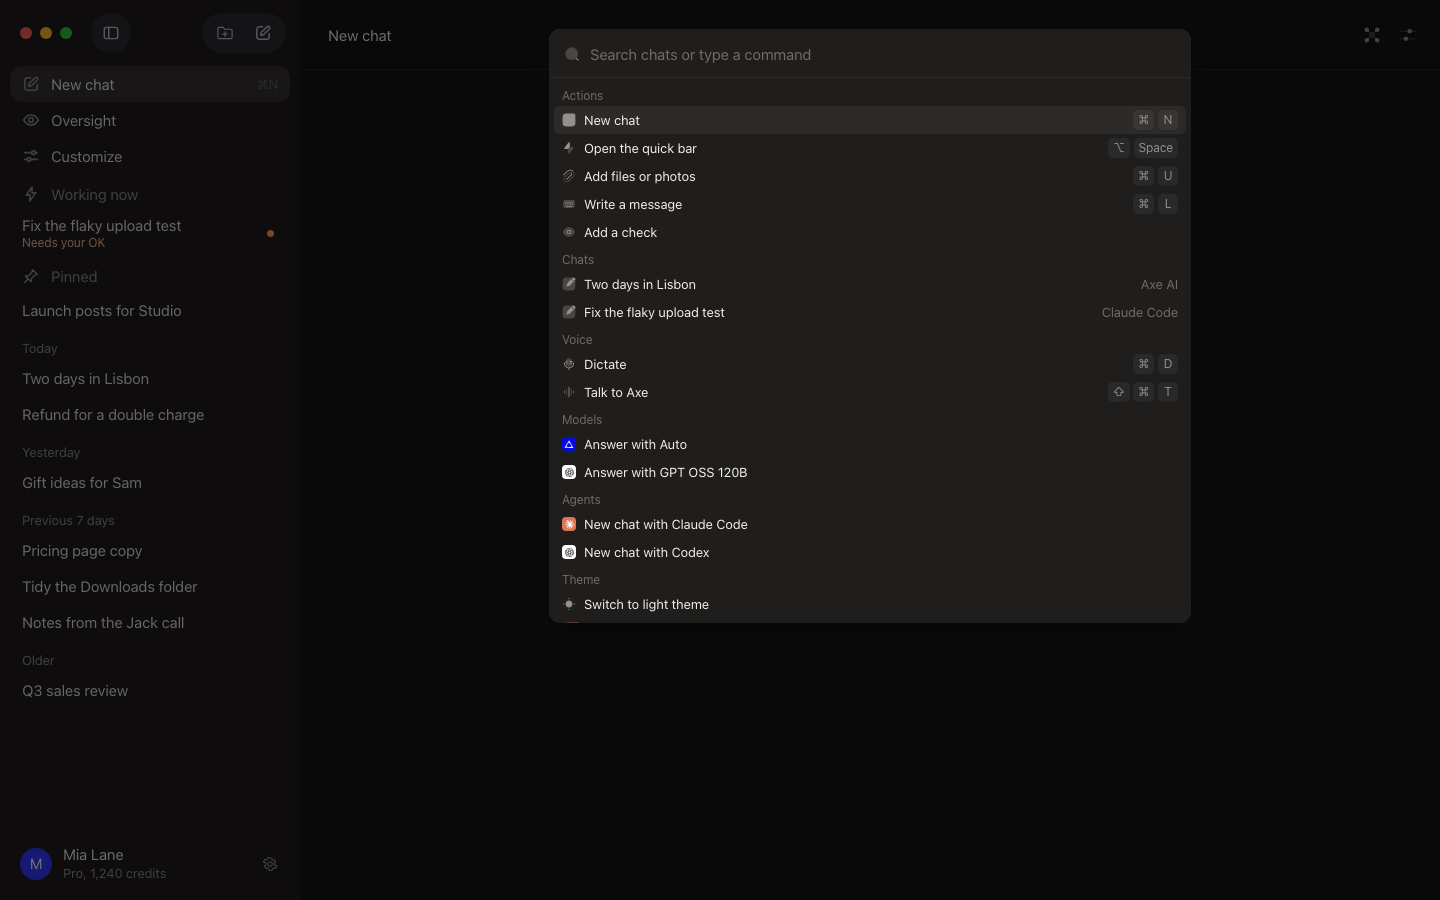 New chat
⌘N
Oversight
Customize
Working now
Fix the flaky upload test
Needs your OK
Pinned
Launch posts for Studio
Today
Two days in Lisbon
Refund for a double charge
Yesterday
Gift ideas for Sam
Previous 7 days
Pricing page copy
Tidy the Downloads folder
Notes from the Jack call
Older
Q3 sales review
M
Mia Lane
Pro, 1,240 credits
New chat
Search chats or type a command
Actions
New chat ⌘ N
Open the quick bar ⌥ Space
Add files or photos ⌘ U
Write a message ⌘ L
Add a check
Chats
Two days in Lisbon Axe AI
Fix the flaky upload test Claude Code
Voice
Dictate ⌘ D
Talk to Axe ⇧ ⌘ T
Models
Answer with Auto
Answer with GPT OSS 120B
Agents
New chat with Claude Code
New chat with Codex
Theme
Switch to light theme